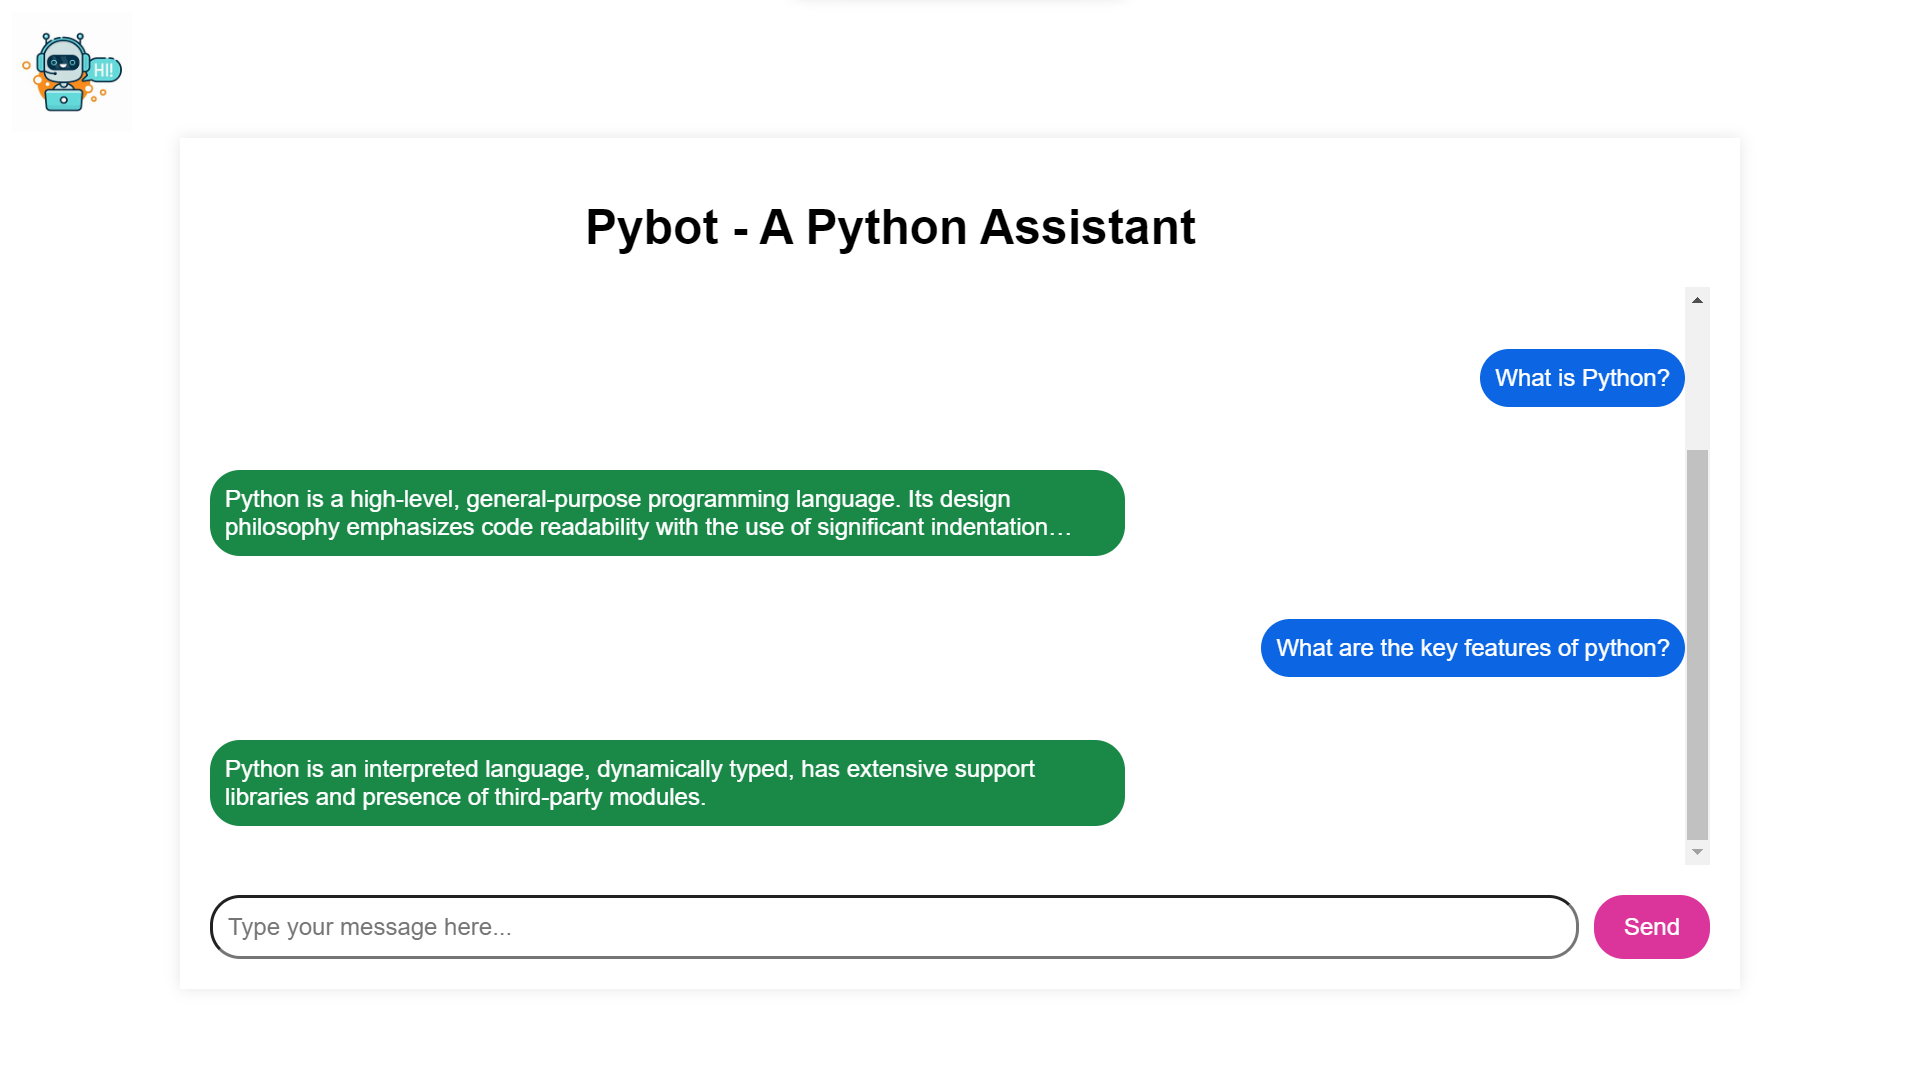 HI!
Pybot - A Python Assistant
What is Python?
Python is a high-level, general-purpose programming language. Its design
philosophy emphasizes code readability with the use of significant indentation…
What are the key features of python?
Python is an interpreted language, dynamically typed, has extensive support
libraries and presence of third-party modules.
Type your message here...
Send